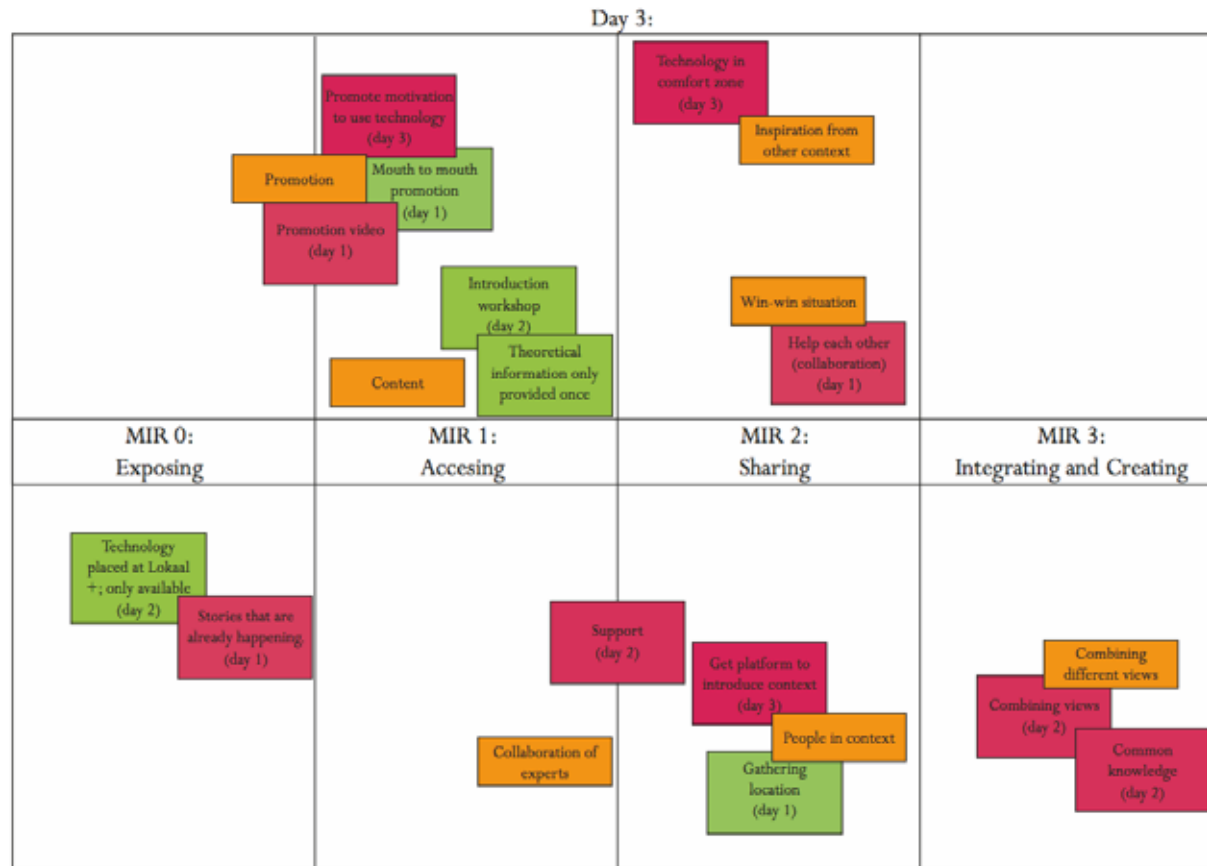 Day 3:
Promote motivation
to use technology
(day 3)
Promotion
Mouth to mouth
promotion
(day 1)
Promotion video
(day 1)
Introduction
workshop
(day 2)
Theoretical
information only
provided once
Content
Technology in
comfort zone
(day 3)
Inspiration from
other context
Win-win situation
Help each other
(collaboration)
(day 1)
MIR 0:
Exposing
MIR 1:
Accesing
MIR 2:
Sharing
MIR 3:
Integrating and Creating
Technology
placed at Lokaal
+; only available
(day 2)
Stories that are
already happening.
(day 1)
Support
(day 2)
Collaboration of
experts
Get platform to
introduce context
(day 3)
People in context
Gathering
location
(day 1)
Combining
different views
Combining views
(day 2)
Common
knowledge
(day 2)